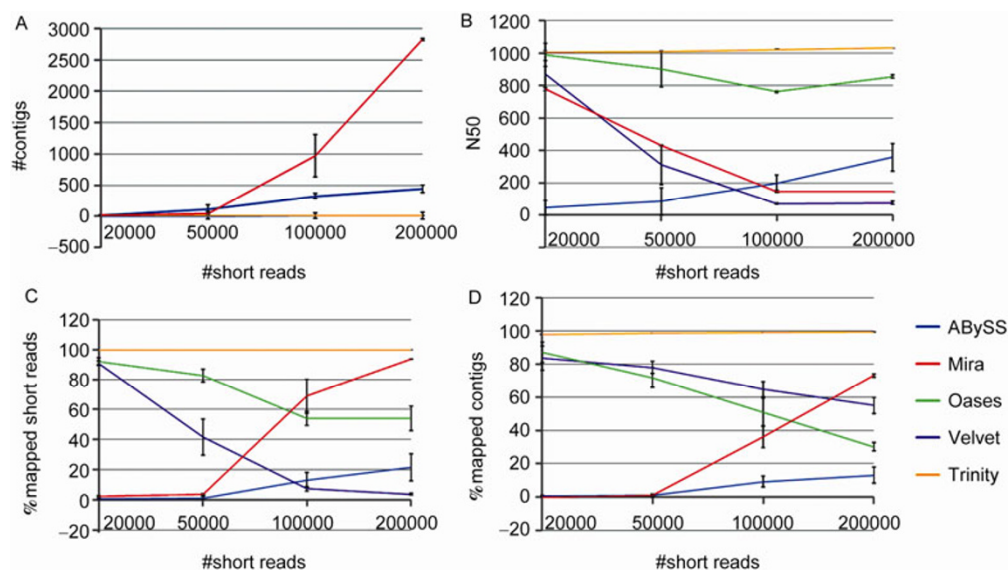 A
3000
2500
2000
1500
1000
500
0
−500
#contigs
20000 50000 100000 200000
#short reads
B
1200
1000
800
600
400
200
0
N50
20000 50000 100000 200000
#short reads
C
120
100
80
60
40
20
0
−20
%mapped short reads
20000 50000 100000 200000
#short reads
D
120
100
80
60
40
20
0
−20
%mapped contigs
20000 50000 100000 200000
#short reads
ABySS
Mira
Oases
Velvet
Trinity